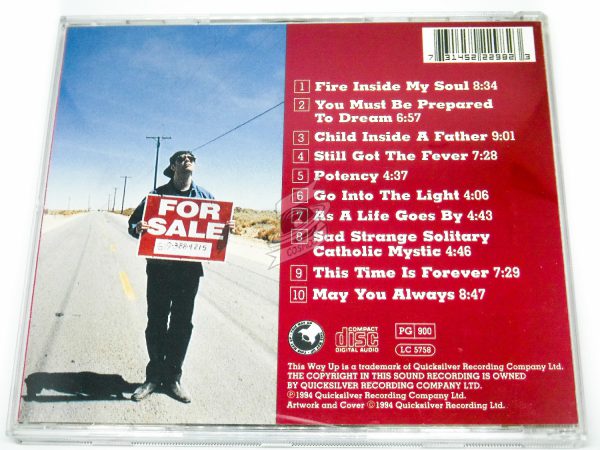 7 31452 22982 3
1 Fire Inside My Soul 8:34
2 You Must Be Prepared
To Dream 6:57
3 Child Inside A Father 9:01
4 Still Got The Fever 7:28
5 Potency 4:37
6 Go Into The Light 4:06
7 As A Life Goes By 4:43
8 Sad Strange Solitary
Catholic Mystic 4:46
9 This Time Is Forever 7:29
10 May You Always 8:47
FOR
SALE
COMPACT
disc
DIGITAL AUDIO
PG 900
LC 5758
This Way Up is a trademark of Quicksilver Recording Company Ltd.
THE COPYRIGHT IN THIS SOUND RECORDING IS OWNED
BY QUICKSILVER RECORDING COMPANY LTD.
℗1994 Quicksilver Recording Company Ltd.
Artwork and Cover ©1994 Quicksilver Recording Ltd.